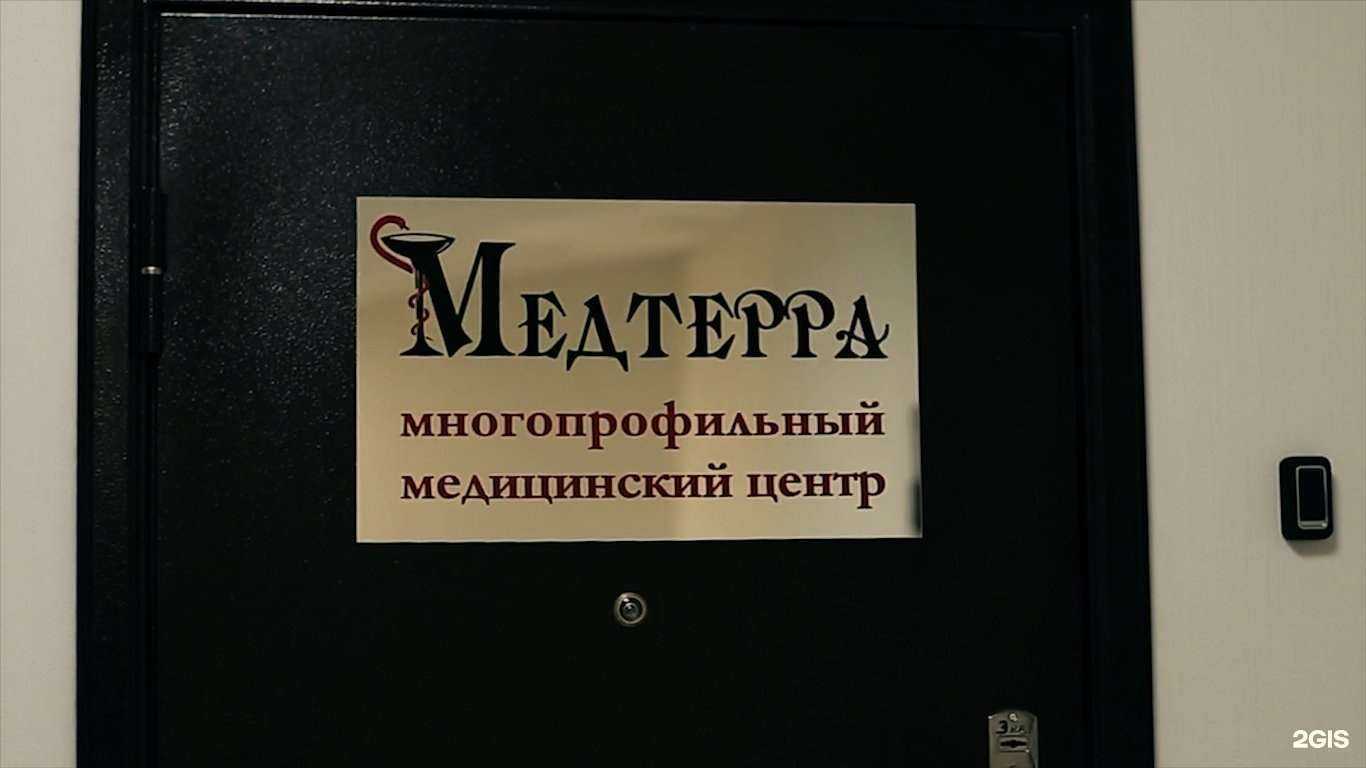 Медтерра
многопрофильный
медицинский центр
2GIS